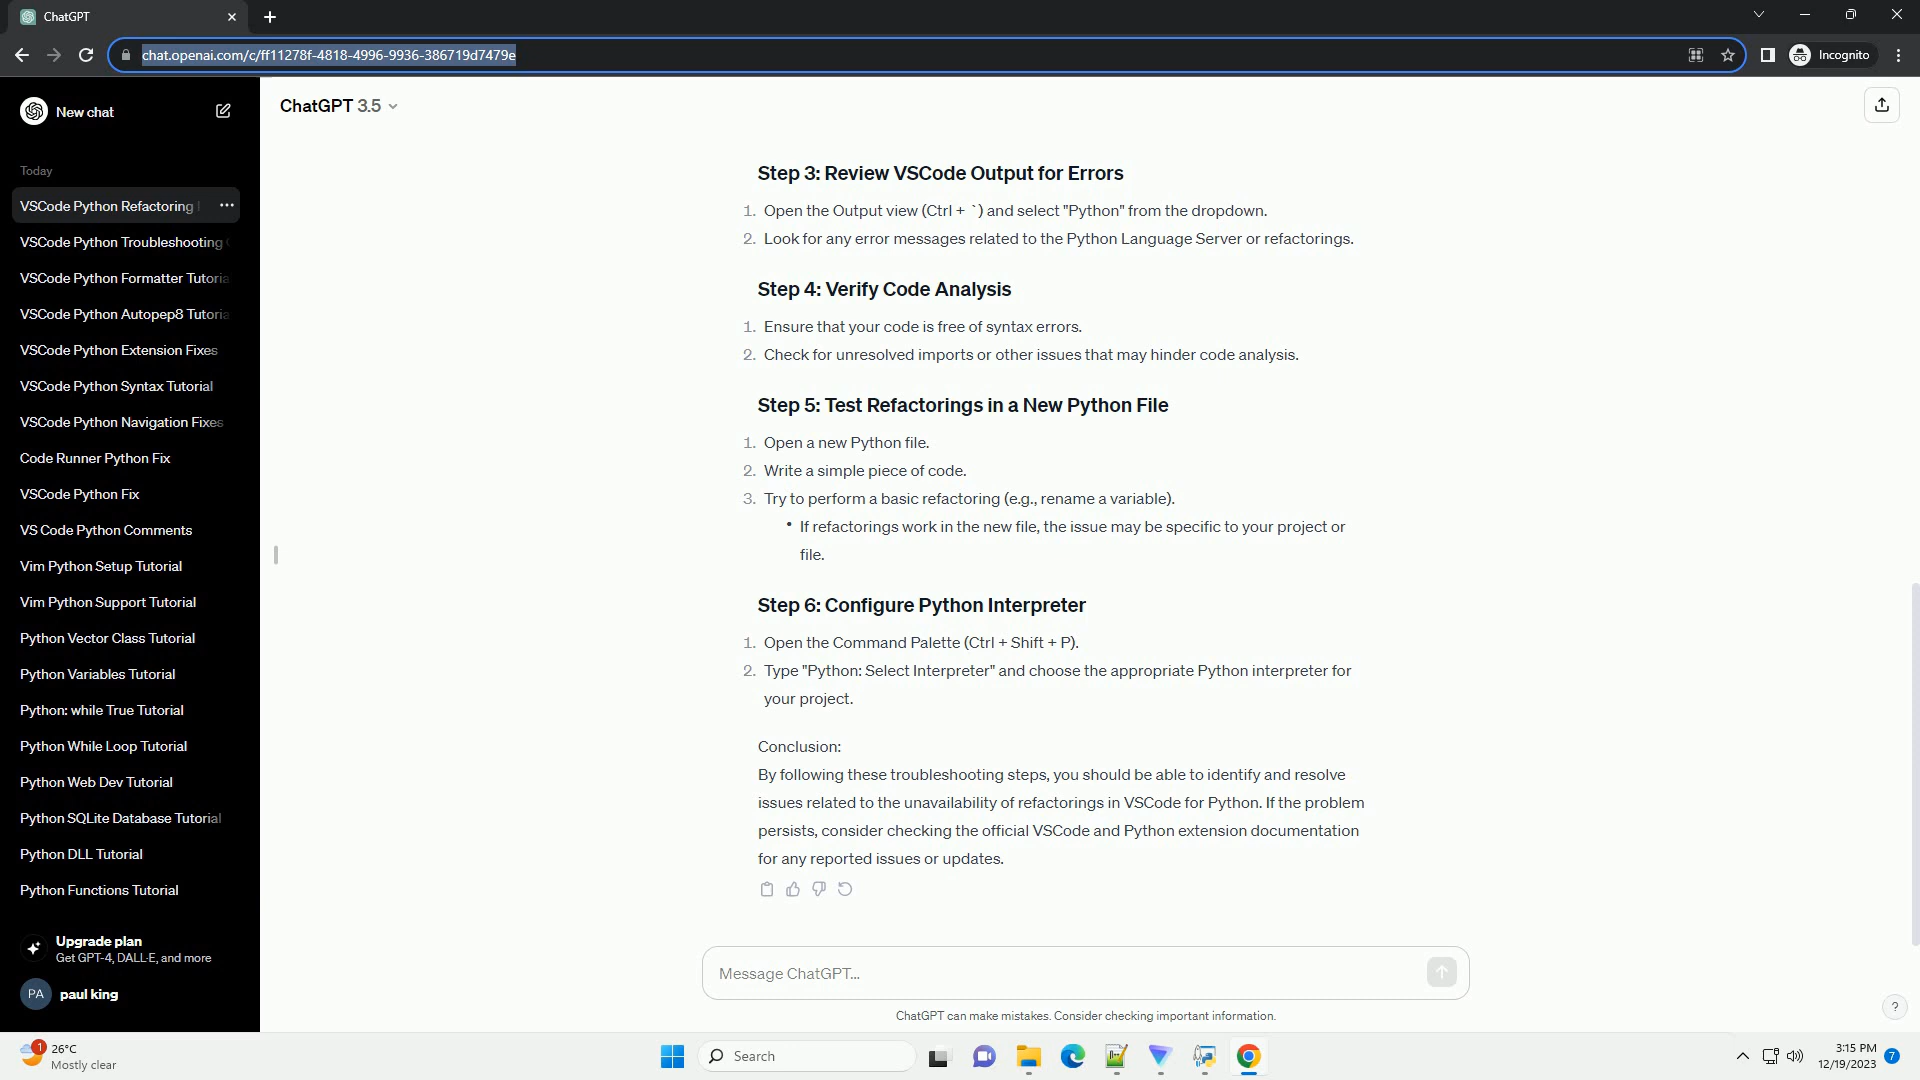 ChatGPT
chat.openai.com/c/ff11278f-4818-4996-9936-386719d7479e
Incognito
New chat
Today
VSCode Python Refactoring
VSCode Python Troubleshooting
VSCode Python Formatter Tutoria
VSCode Python Autopep8 Tutoria
VSCode Python Extension Fixes
VSCode Python Syntax Tutorial
VSCode Python Navigation Fixes
Code Runner Python Fix
VSCode Python Fix
VS Code Python Comments
Vim Python Setup Tutorial
Vim Python Support Tutorial
Python Vector Class Tutorial
Python Variables Tutorial
Python: while True Tutorial
Python While Loop Tutorial
Python Web Dev Tutorial
Python SQLite Database Tutorial
Python DLL Tutorial
Python Functions Tutorial
Upgrade plan
Get GPT-4, DALL·E, and more
PA
paul king
ChatGPT 3.5
Step 3: Review VSCode Output for Errors
1. Open the Output view (Ctrl + `) and select "Python" from the dropdown.
2. Look for any error messages related to the Python Language Server or refactorings.
Step 4: Verify Code Analysis
1. Ensure that your code is free of syntax errors.
2. Check for unresolved imports or other issues that may hinder code analysis.
Step 5: Test Refactorings in a New Python File
1. Open a new Python file.
2. Write a simple piece of code.
3. Try to perform a basic refactoring (e.g., rename a variable).
• If refactorings work in the new file, the issue may be specific to your project or
file.
Step 6: Configure Python Interpreter
1. Open the Command Palette (Ctrl + Shift + P).
2. Type "Python: Select Interpreter" and choose the appropriate Python interpreter for
your project.
Conclusion:
By following these troubleshooting steps, you should be able to identify and resolve
issues related to the unavailability of refactorings in VSCode for Python. If the problem
persists, consider checking the official VSCode and Python extension documentation
for any reported issues or updates.
Message ChatGPT...
ChatGPT can make mistakes. Consider checking important information.
?
1
26°C
Mostly clear
Search
3:15 PM
12/19/2023
7